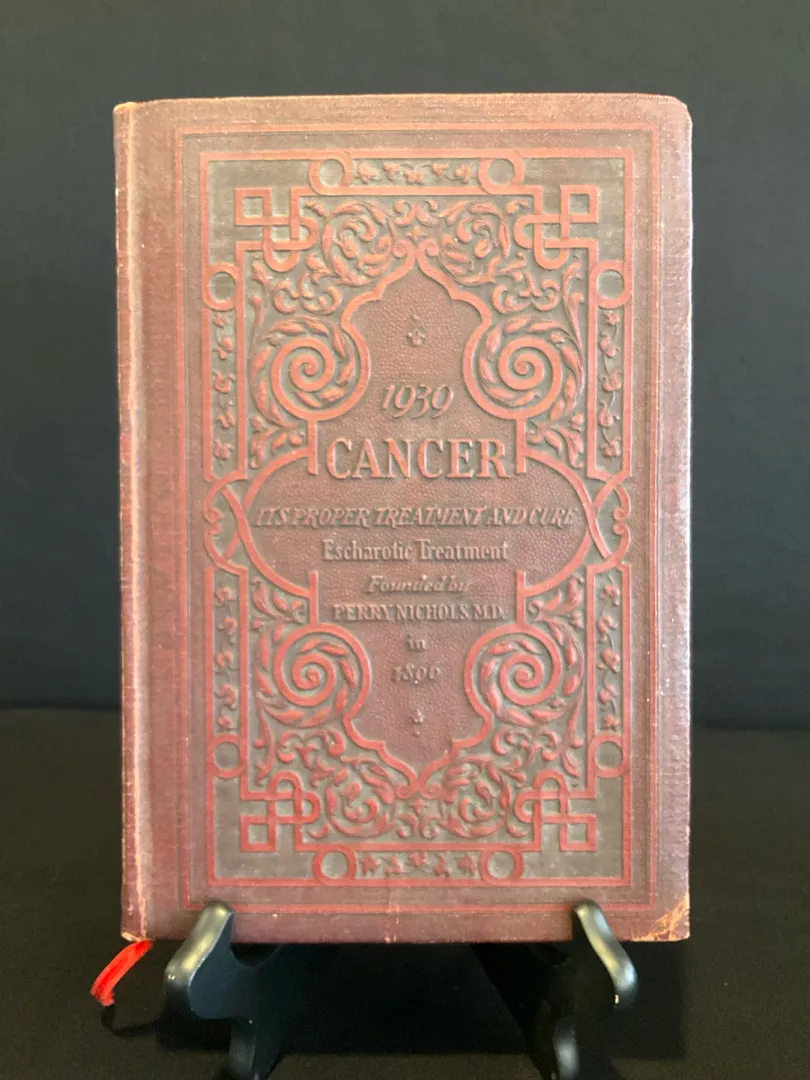 1939
CANCER
ITS PROPER TREATMENT AND CURE
Escharotic Treatment
Founded by
PERRY NICHOLS, M.D.
in
1896